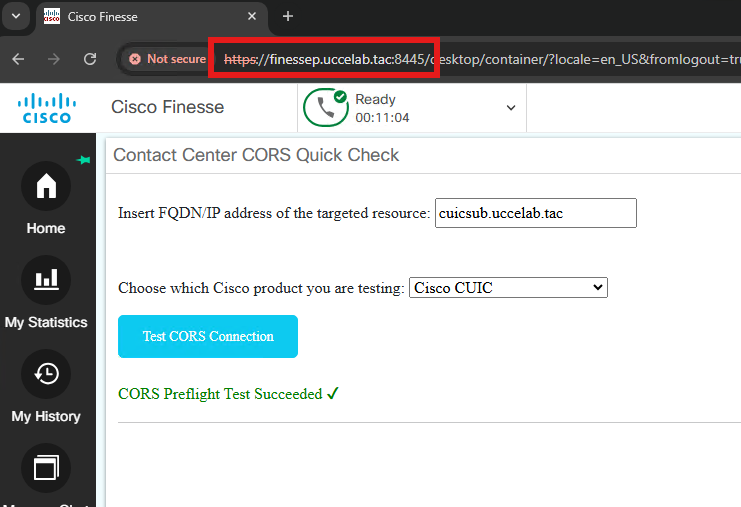 Cisco Finesse
Not secure
https://finessep.uccelab.tac:8445/desktop/container/?locale=en_US&fromlogout=tru
CISCO
Cisco Finesse
Ready
00:11:04
Contact Center CORS Quick Check
Home
Insert FQDN/IP address of the targeted resource:
cuicsub.uccelab.tac
My Statistics
Choose which Cisco product you are testing:
Cisco CUIC
Test CORS Connection
My History
CORS Preflight Test Succeeded ✓